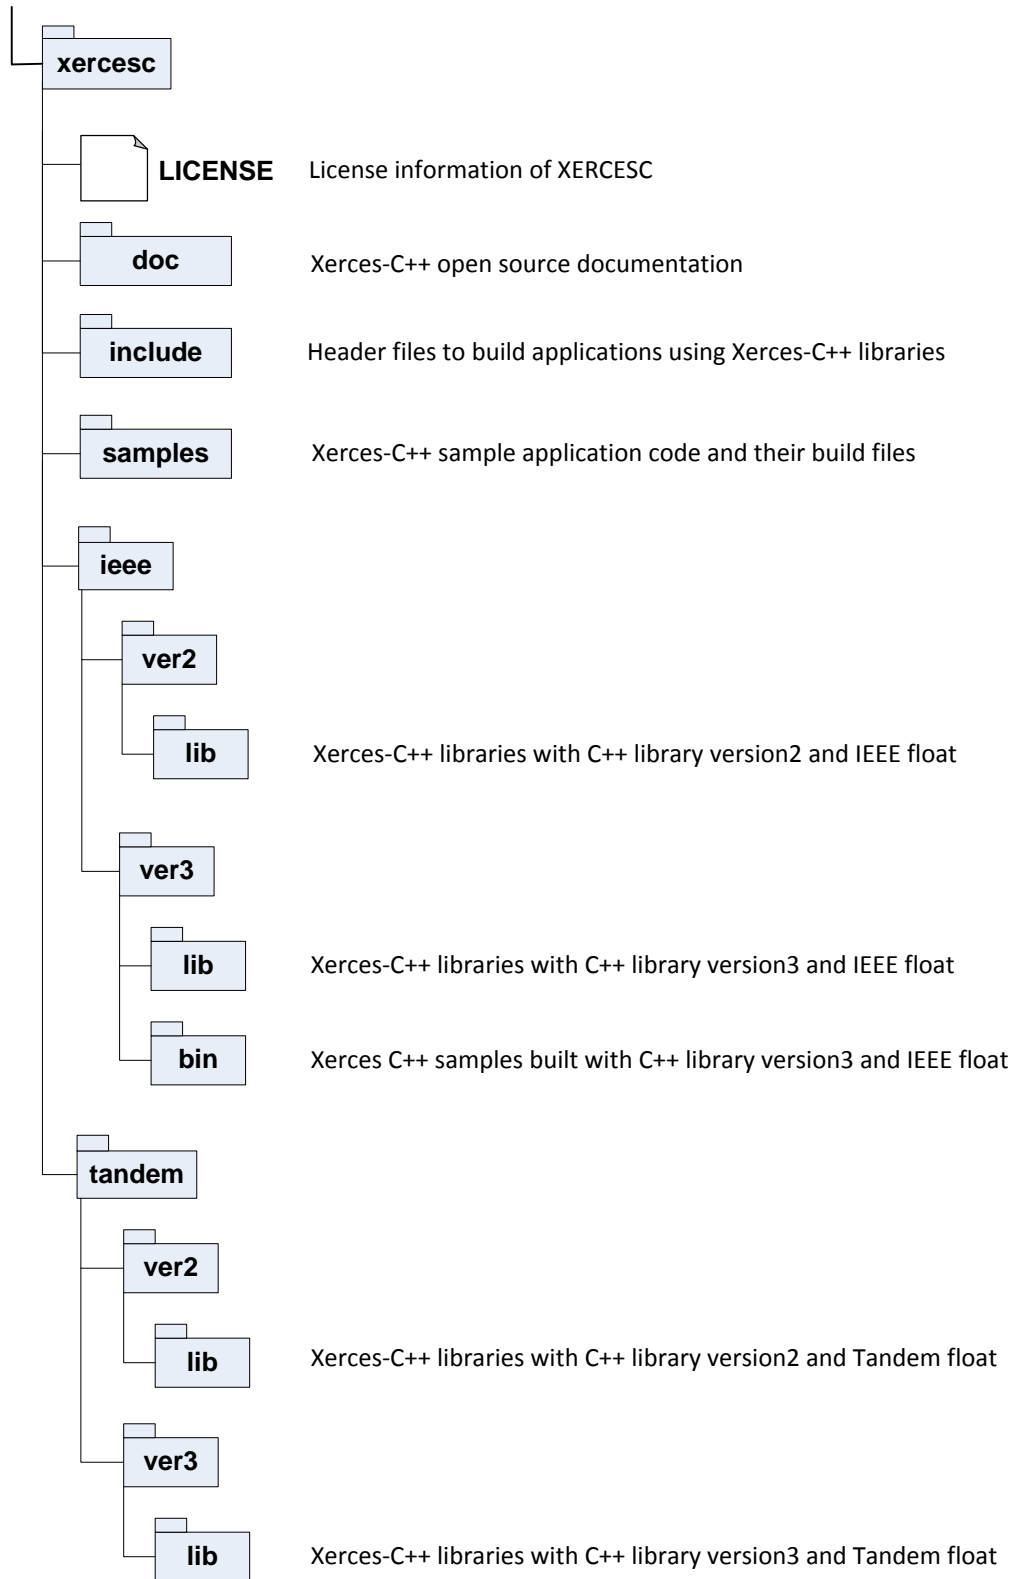 xercesc
LICENSE License information of XERCESC
doc Xerces-C++ open source documentation
include Header files to build applications using Xerces-C++ libraries
samples Xerces-C++ sample application code and their build files
ieee
ver2
lib Xerces-C++ libraries with C++ library version2 and IEEE float
ver3
lib Xerces-C++ libraries with C++ library version3 and IEEE float
bin Xerces C++ samples built with C++ library version3 and IEEE float
tandem
ver2
lib Xerces-C++ libraries with C++ library version2 and Tandem float
ver3
lib Xerces-C++ libraries with C++ library version3 and Tandem float